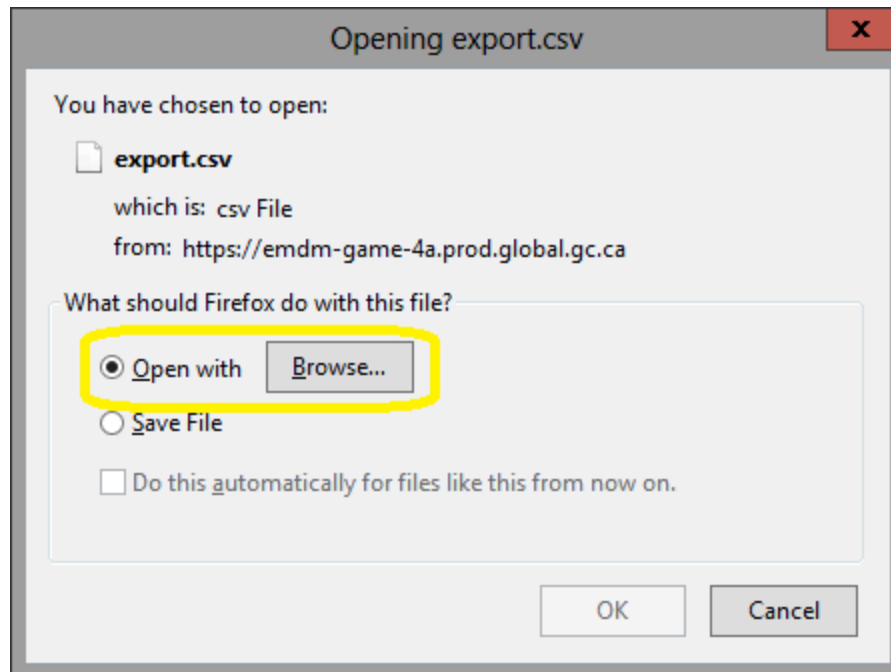 Opening export.csv
x
You have chosen to open:
export.csv
which is: csv File
from: https://emdm-game-4a.prod.global.gc.ca
What should Firefox do with this file?
Open with Browse...
Save File
Do this automatically for files like this from now on.
OK Cancel